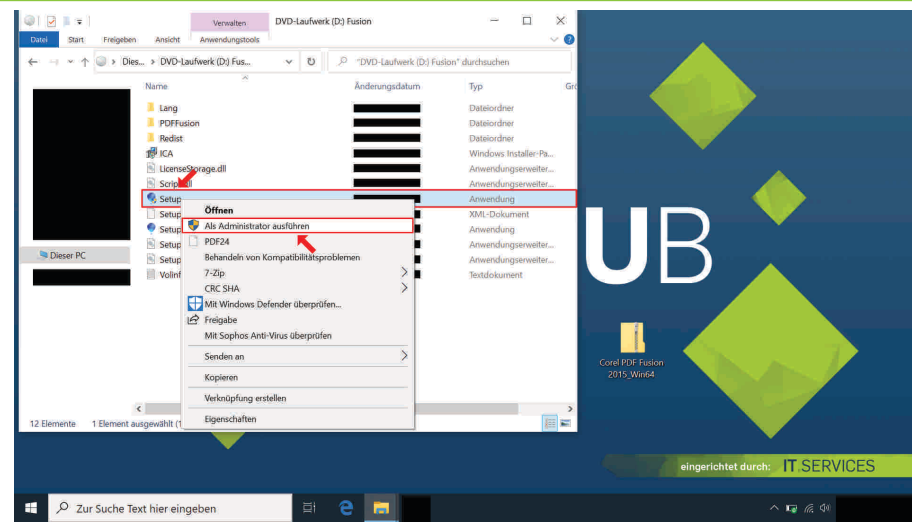 Verwalten
DVD-Laufwerk (D:) Fusion
Datei Start Freigeben Ansicht Anwendungstools
Dies... > DVD-Laufwerk (D:) Fus...
"DVD-Laufwerk (D:) Fusion" durchsuchen
Name Änderungsdatum Typ Grö
Lang Dateiordner
PDFFusion Dateiordner
Redist Dateiordner
ICA Windows Installer-Pa...
LicenseStorage.dll Anwendungserweiter...
Anwendungserweiter...
Setup Anwendung
Setup XML-Dokument
Setup Anwendung
Setup Anwendungserweiter...
Setup Anwendungserweiter...
Volinf Textdokument
Dieser PC
Öffnen
Als Administrator ausführen
PDF24
Behandeln von Kompatibilitätsproblemen
7-Zip
CRC SHA
Mit Windows Defender überprüfen...
Freigabe
Mit Sophos Anti-Virus überprüfen
Senden an
Kopieren
Verknüpfung erstellen
Eigenschaften
12 Elemente 1 Element ausgewählt (1
UB
Corel PDF Fusion
2015_Win64
eingerichtet durch: IT.SERVICES
Zur Suche Text hier eingeben